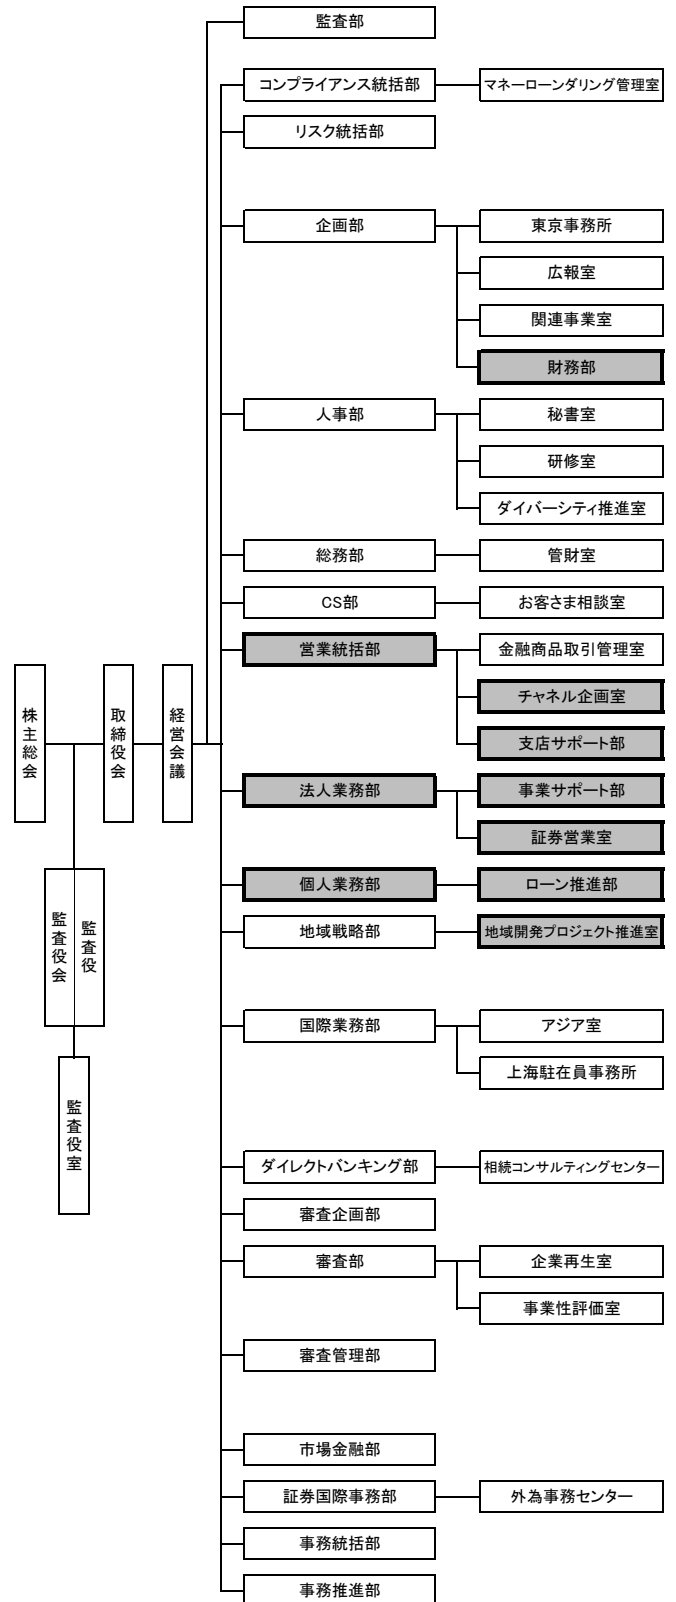 監査部
コンプライアンス統括部
マネーローンダリング管理室
リスク統括部
企画部
東京事務所
広報室
関連事業室
財務部
人事部
秘書室
研修室
ダイバーシティ推進室
総務部
管財室
CS部
お客さま相談室
営業統括部
金融商品取引管理室
チャネル企画室
支店サポート部
株主総会
取締役会
経営会議
法人業務部
事業サポート部
証券営業室
個人業務部
ローン推進部
地域戦略部
地域開発プロジェクト推進室
監査役会
監査役
国際業務部
アジア室
上海駐在員事務所
監査役室
ダイレクトバンキング部
相続コンサルティングセンター
審査企画部
審査部
企業再生室
事業性評価室
審査管理部
市場金融部
証券国際事務部
外為事務センター
事務統括部
事務推進部